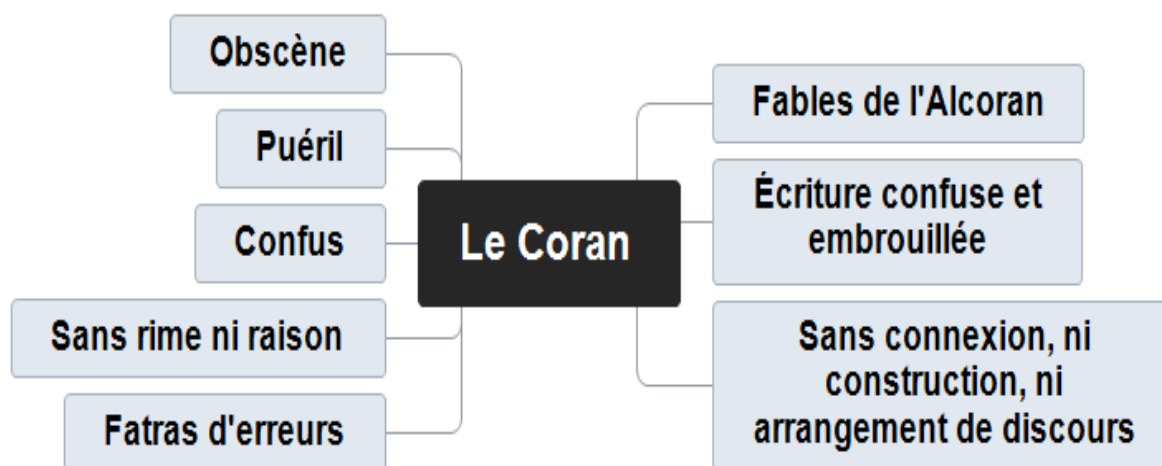 Obscène
Puéril
Confus
Sans rime ni raison
Fatras d'erreurs
Le Coran
Fables de l'Alcoran
Écriture confuse et
embrouillée
Sans connexion, ni
construction, ni
arrangement de discours